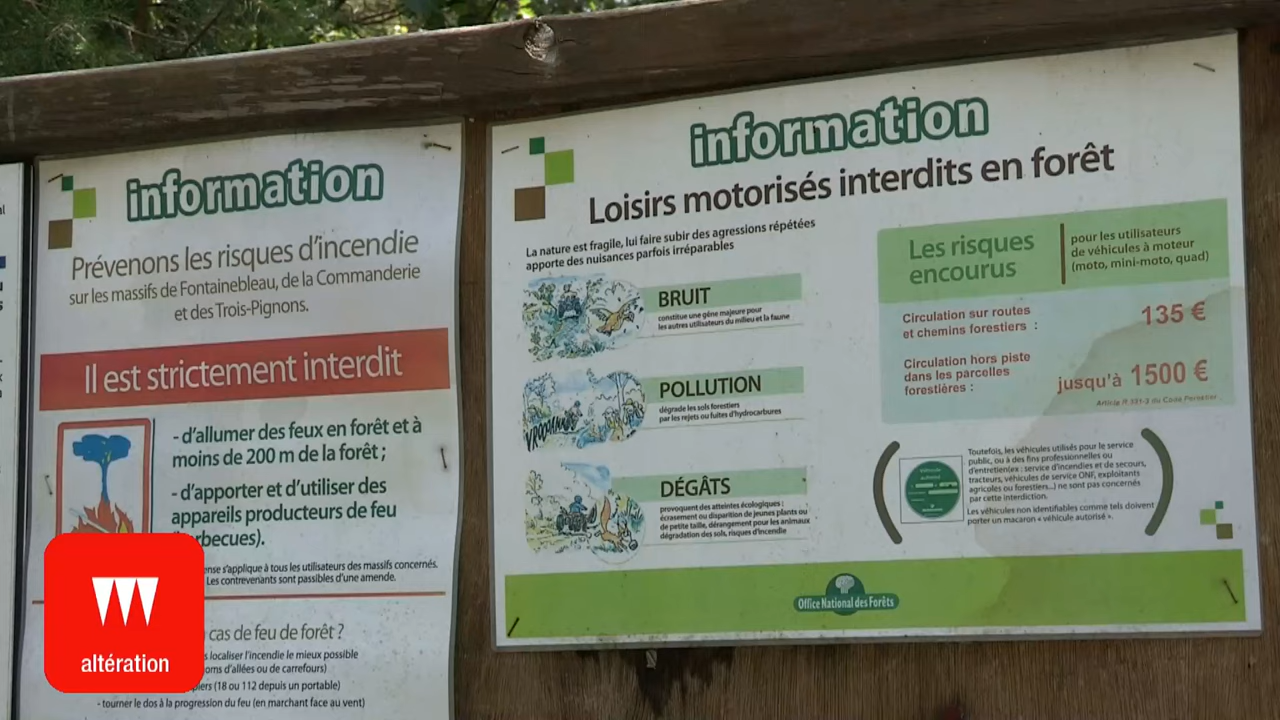 information
Prévenons les risques d'incendie
sur les massifs de Fontainebleau, de la Commanderie
et des Trois-Pignons.
Il est strictement interdit
- d'allumer des feux en forêt et à
moins de 200 m de la forêt ;
- d'apporter et d'utiliser des
appareils producteurs de feu
s'applique à tous les utilisateurs des massifs concernés.
Les contrevenants sont passibles d'une amende.
cas de feu de forêt ?
localiser l'incendie le mieux possible
d'allées ou de carrefours)
(18 ou 112 depuis un portable)
- tourner le dos à la progression du feu (en marchant face au vent)
altération
information
Loisirs motorisés interdits en forêt
La nature est fragile, lui faire subir des agressions répétées
apporte des nuisances parfois irréparables
BRUIT
constitue une gêne majeure pour
les autres utilisateurs du milieu et la faune
POLLUTION
dégrade les sols forestiers
par les rejets ou fuites d'hydrocarbures
DÉGÂTS
provoquent des atteintes écologiques :
écrasement ou disparition de jeunes plants ou
de petite taille, dérangement pour les animaux
dégradation des sols, risques d'incendie
Les risques
encourus
pour les utilisateurs
de véhicules à moteur
(moto, mini-moto, quad)
Circulation sur routes
et chemins forestiers :
135 €
Circulation hors piste
dans les parcelles
forestières :
jusqu'à 1500 €
Article R.331-3 du Code Forestier
Toutefois, les véhicules utilisés pour le service
public, ou à des fins professionnelles ou
d'entretien(ex : service d'incendies et de secours,
tracteurs, véhicules de service ONF, exploitants
agricoles ou forestiers...) ne sont pas concernés
par cette interdiction.
Les véhicules non identifiables comme tels doivent
porter un macaron « véhicule autorisé ».
Office National des Forêts